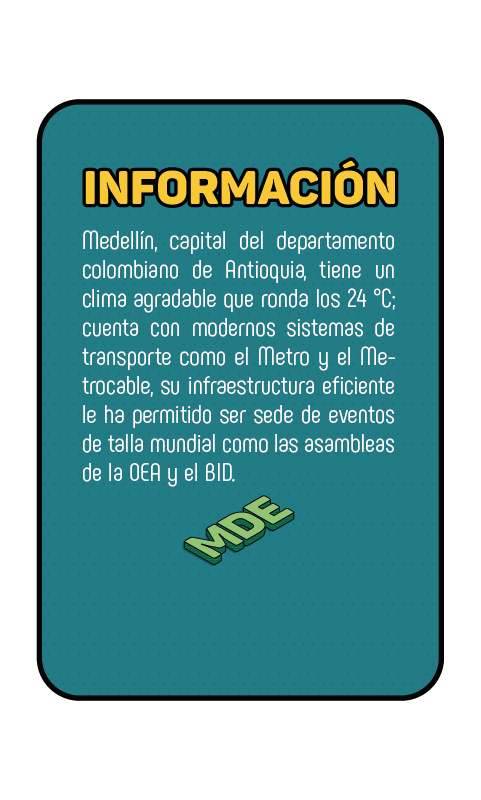 INFORMACIÓN
Medellín, capital del departamento
colombiano de Antioquia, tiene un
clima agradable que ronda los 24 °C;
cuenta con modernos sistemas de
transporte como el Metro y el Me-
trocable, su infraestructura eficiente
le ha permitido ser sede de eventos
de talla mundial como las asambleas
de la OEA y el BID.
MDE